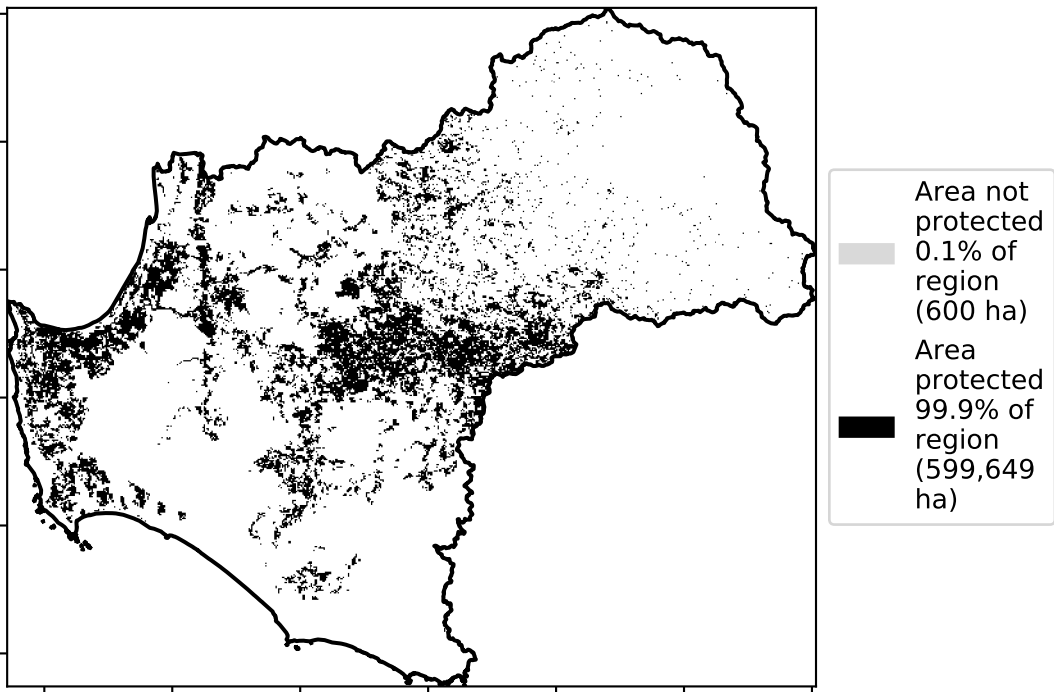 Area not
protected
0.1% of
region
(600 ha)
Area
protected
99.9% of
region
(599,649
ha)